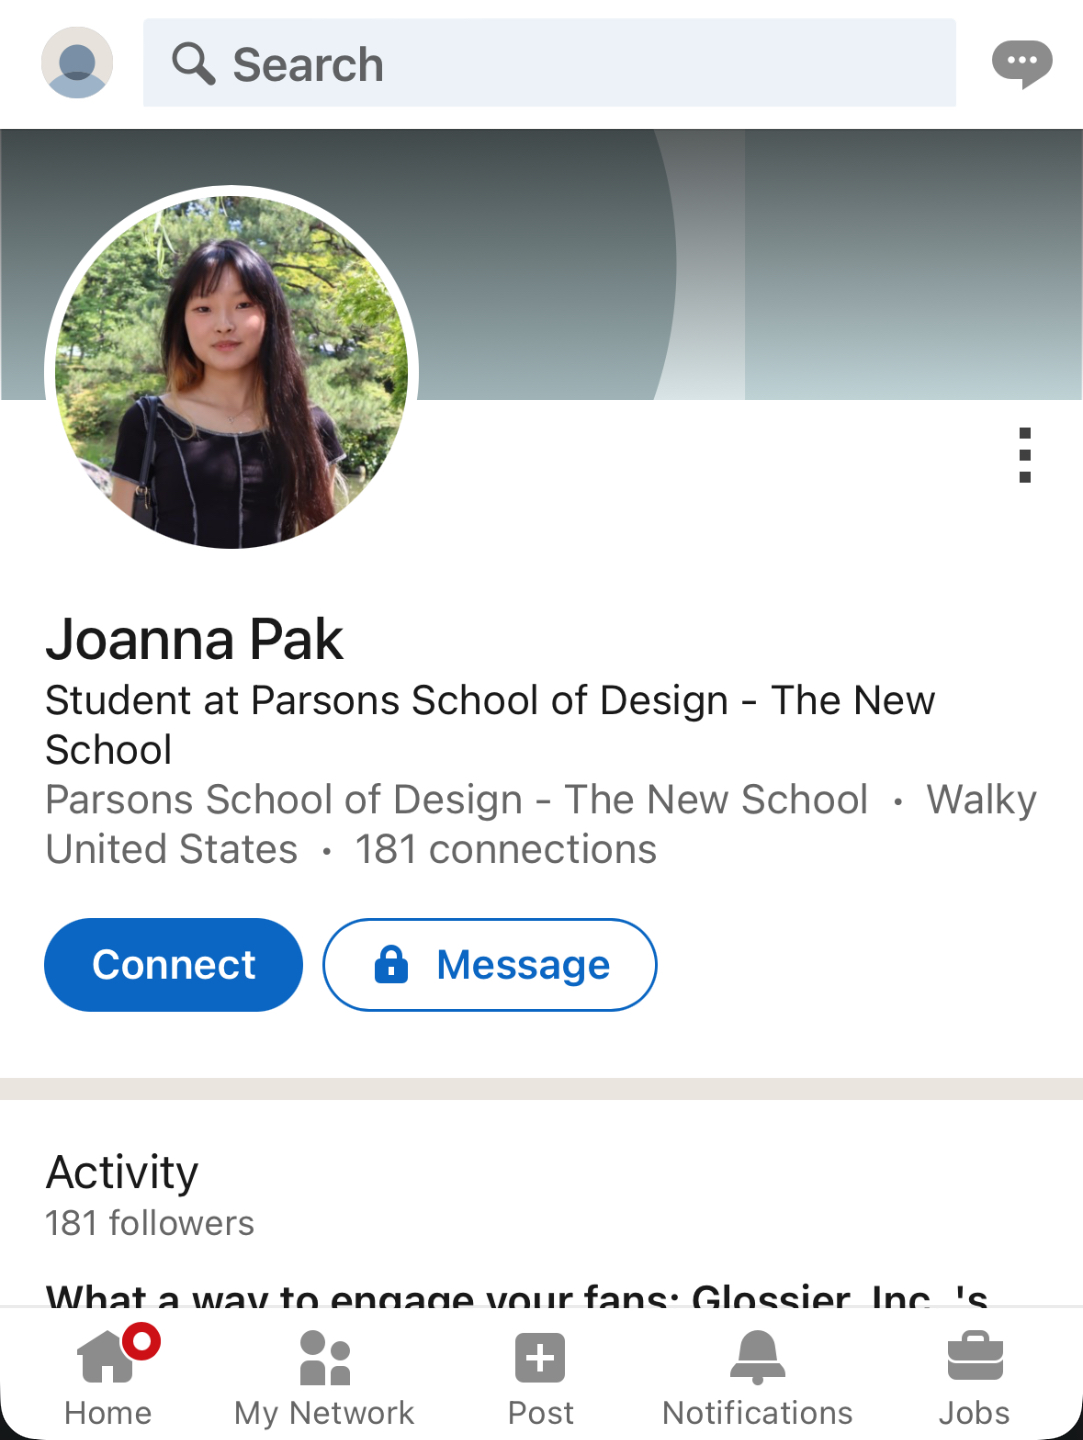 Search
Joanna Pak
Student at Parsons School of Design - The New
School
Parsons School of Design - The New School • Walky
United States • 181 connections
Connect
Message
Activity
181 followers
What a way to engage your fans: Glossier, Inc. 's
Home
My Network
Post
Notifications
Jobs